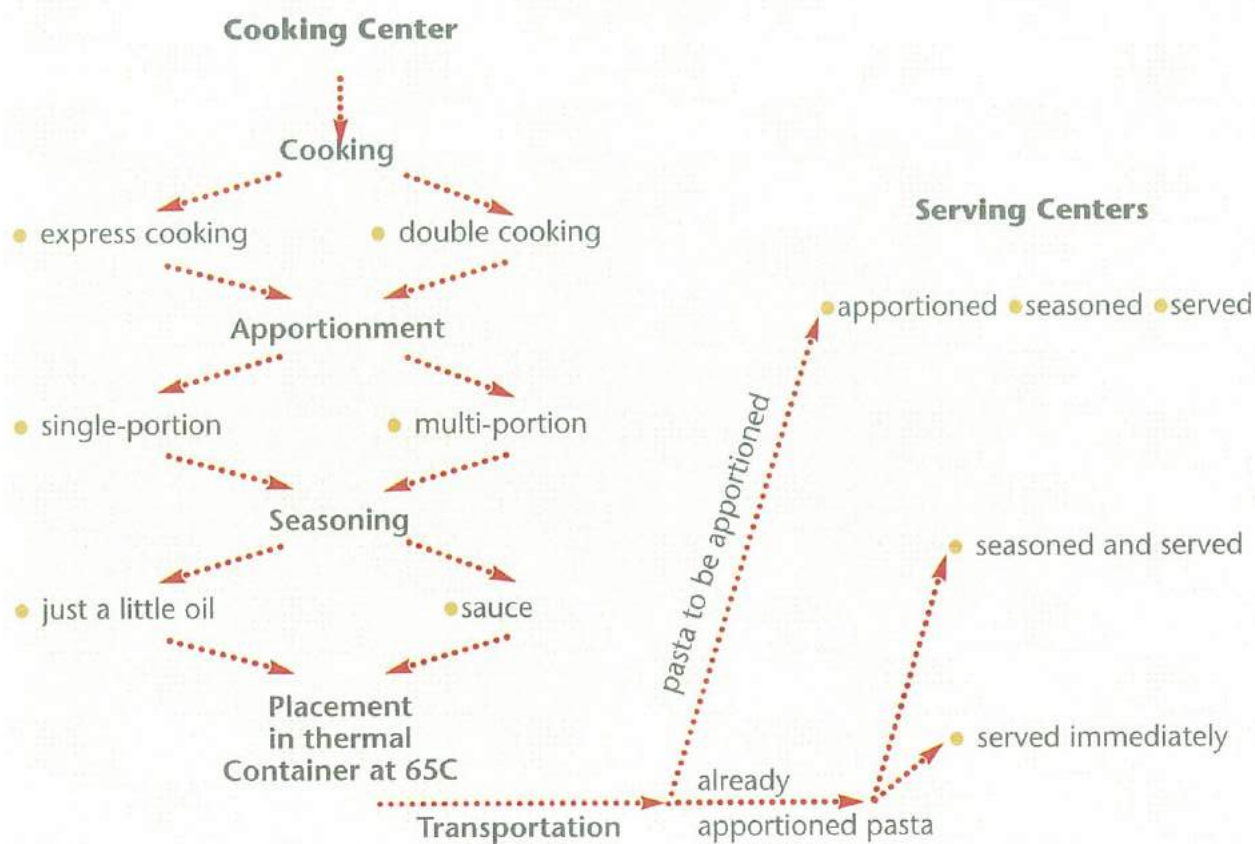 Cooking Center
Cooking
express cooking
double cooking
Apportionment
single-portion
multi-portion
Seasoning
just a little oil
sauce
Placement
in thermal
Container at 65C
Transportation
Serving Centers
pasta to be apportioned
apportioned seasoned served
already
apportioned pasta
seasoned and served
served immediately